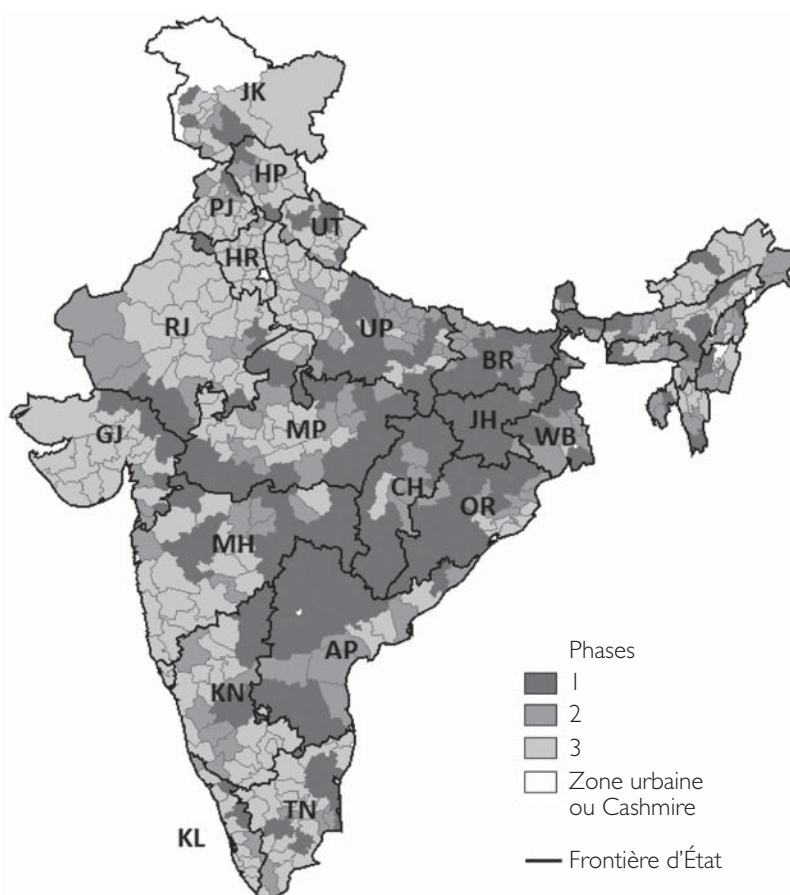 JK
HP
PJ
UT
HR
RJ
UP
BR
GJ
MP
JH
WB
CH
OR
MH
AP
KN
TN
KL
Phases
1
2
3
Zone urbaine
ou Cashmire
Frontière d'État